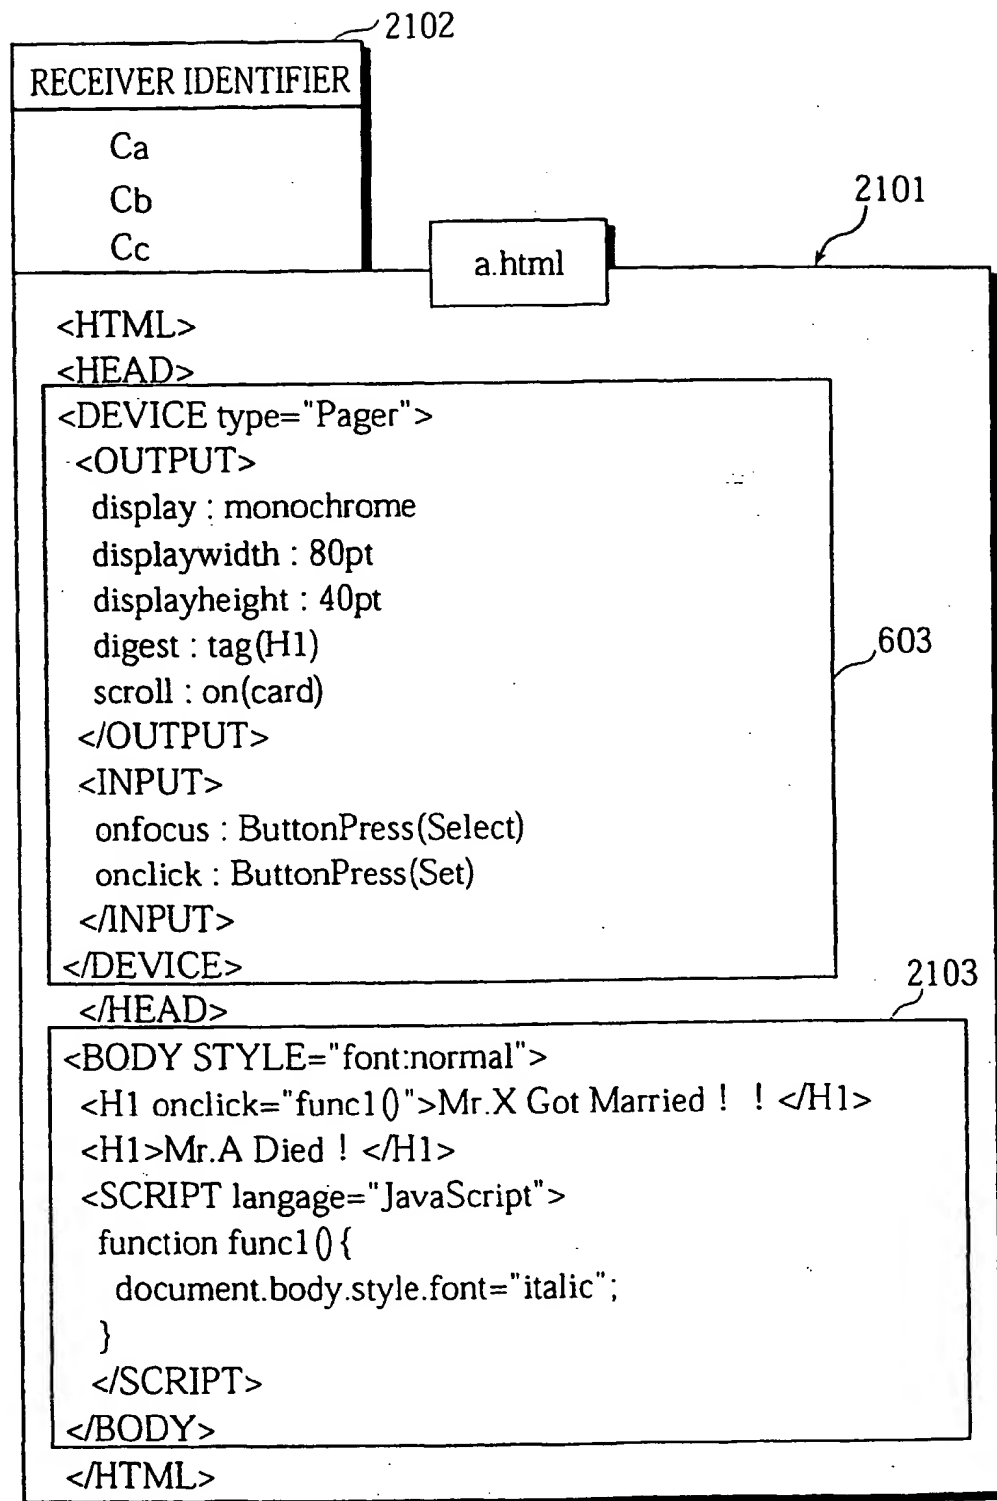 2102
RECEIVER IDENTIFIER
Ca
Cb
Cc
2101
a.html
<HTML>
<HEAD>
<DEVICE type="Pager">
<OUTPUT>
display : monochrome
displaywidth : 80pt
displayheight : 40pt
digest : tag(H1)
scroll : on(card)
</OUTPUT>
<INPUT>
onfocus : ButtonPress(Select)
onclick : ButtonPress(Set)
</INPUT>
</DEVICE>
603
</HEAD>
2103
<BODY STYLE="font:normal">
<H1 onclick="func1()">Mr.X Got Married ! ! </H1>
<H1>Mr.A Died ! </H1>
<SCRIPT langage="JavaScript">
function func1() {
document.body.style.font="italic";
}
</SCRIPT>
</BODY>
</HTML>